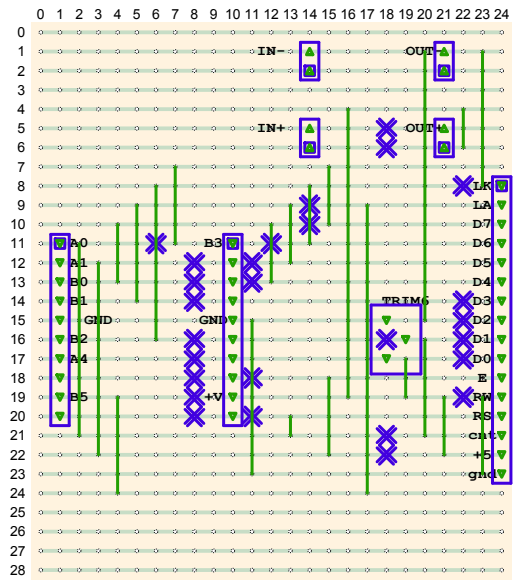 0 1 2 3 4 5 6 7 8 9 10 11 12 13 14 15 16 17 18 19 20 21 22 23 24
0
1 IN- OUT-
2
3
4
5 IN+ OUT+
6
7
8 LK
9 LA
10 D7
11 A0 B3 D6
12 A1 D5
13 B0 D4
14 B1 TRIM6 D3
15 GND GND D2
16 B2 D1
17 A4 D0
18 E
19 B5 +V RW
20 RS
21 cnt
22 +5
23 gnd
24
25
26
27
28